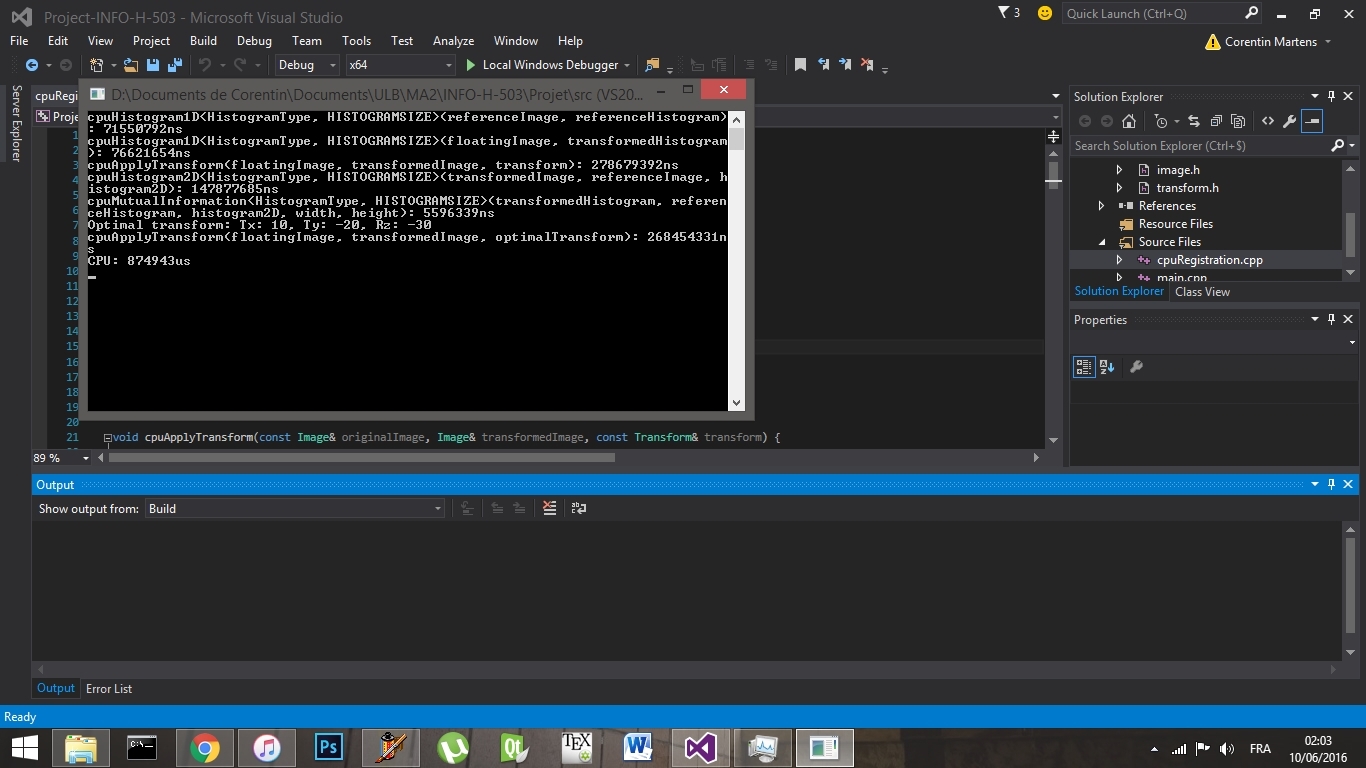 Project-INFO-H-503 - Microsoft Visual Studio
3
Quick Launch (Ctrl+Q)
File Edit View Project Build Debug Team Tools Test Analyze Window Help
Corentin Martens
Debug
x64
Local Windows Debugger
Server Explorer
cpuRegi
Proje
D:\Documents de Corentin\Documents\ULB\MA2\INFO-H-503\Projet\src (VS20...
cpuHistogram1D<HistogramType, HISTOGRAMSIZE>(referenceImage, referenceHistogram)
: 71550792ns
cpuHistogram1D<HistogramType, HISTOGRAMSIZE>(floatingImage, transformedHistogram
): 76621654ns
cpuApplyTransform(floatingImage, transformedImage, transform): 278679392ns
cpuHistogram2D<HistogramType, HISTOGRAMSIZE>(transformedImage, referenceImage, h
istogram2D): 147877685ns
cpuMutualInformation<HistogramType, HISTOGRAMSIZE>(transformedHistogram, referen
ceHistogram, histogram2D, width, height): 5596339ns
Optimal transform: Tx: 10, Ty: -20, Rz: -30
cpuApplyTransform(floatingImage, transformedImage, optimalTransform): 268454331n
s
CPU: 874943us
1
2
3
4
5
6
7
8
9
10
11
12
13
14
15
16
17
18
19
20
21 void cpuApplyTransform(const Image& originalImage, Image& transformedImage, const Transform& transform) {
89 %
Solution Explorer
Search Solution Explorer (Ctrl+$)
image.h
transform.h
References
Resource Files
Source Files
cpuRegistration.cpp
main.cpp
Solution Explorer Class View
Properties
Output
Show output from: Build
Output Error List
Ready
FRA
02:03
10/06/2016